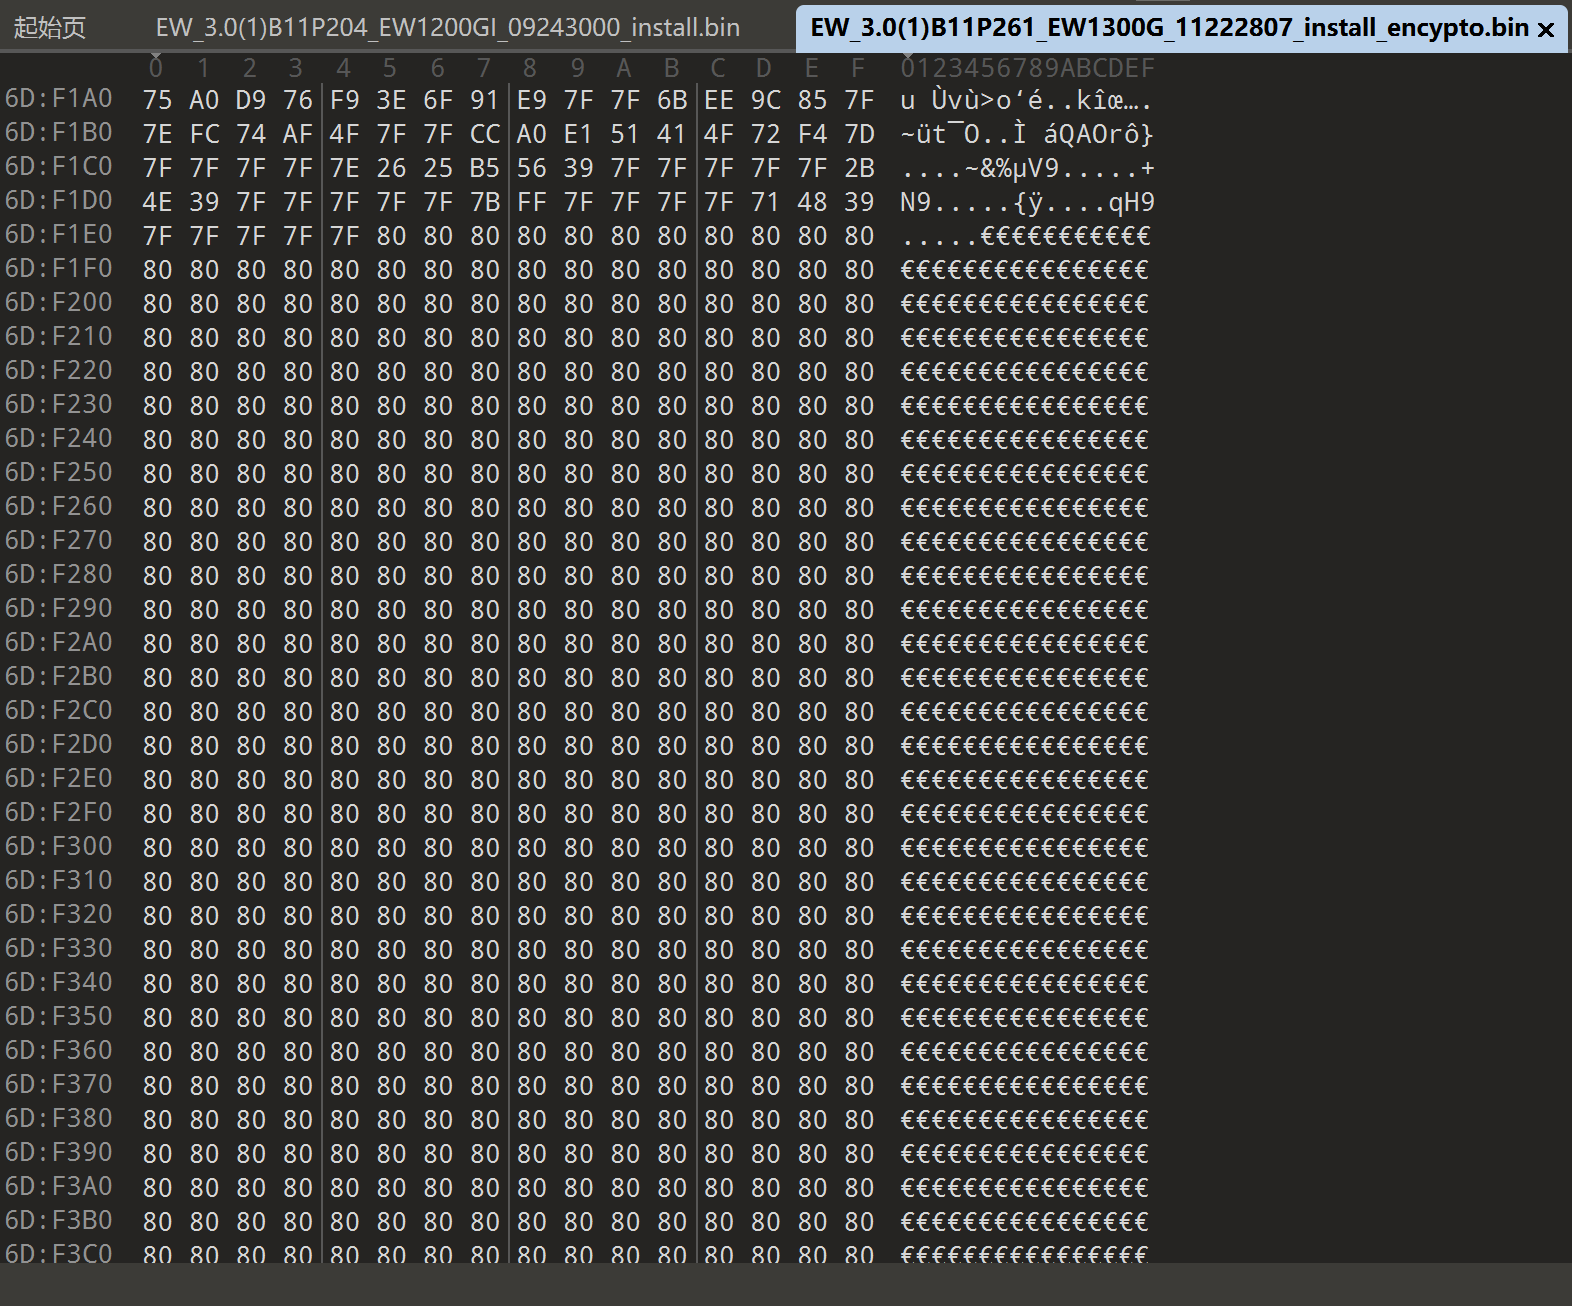 起始页 EW_3.0(1)B11P204_EW1200GI_09243000_install.bin EW_3.0(1)B11P261_EW1300G_11222807_install_encypto.bin ×
0 1 2 3 4 5 6 7 8 9 A B C D E F 0123456789ABCDEF
6D:F1A0 75 A0 D9 76 F9 3E 6F 91 E9 7F 7F 6B EE 9C 85 7F u Ùvù>o‘é..kîœ….
6D:F1B0 7E FC 74 AF 4F 7F 7F CC A0 E1 51 41 4F 72 F4 7D ~üt¯O..Ì áQAOrô}
6D:F1C0 7F 7F 7F 7F 7E 26 25 B5 56 39 7F 7F 7F 7F 7F 2B ....~&%µV9.....+
6D:F1D0 4E 39 7F 7F 7F 7F 7F 7B FF 7F 7F 7F 7F 71 48 39 N9.....{ÿ....qH9
6D:F1E0 7F 7F 7F 7F 7F 80 80 80 80 80 80 80 80 80 80 80 .....€€€€€€€€€€€
6D:F1F0 80 80 80 80 80 80 80 80 80 80 80 80 80 80 80 80 €€€€€€€€€€€€€€€€
6D:F200 80 80 80 80 80 80 80 80 80 80 80 80 80 80 80 80 €€€€€€€€€€€€€€€€
6D:F210 80 80 80 80 80 80 80 80 80 80 80 80 80 80 80 80 €€€€€€€€€€€€€€€€
6D:F220 80 80 80 80 80 80 80 80 80 80 80 80 80 80 80 80 €€€€€€€€€€€€€€€€
6D:F230 80 80 80 80 80 80 80 80 80 80 80 80 80 80 80 80 €€€€€€€€€€€€€€€€
6D:F240 80 80 80 80 80 80 80 80 80 80 80 80 80 80 80 80 €€€€€€€€€€€€€€€€
6D:F250 80 80 80 80 80 80 80 80 80 80 80 80 80 80 80 80 €€€€€€€€€€€€€€€€
6D:F260 80 80 80 80 80 80 80 80 80 80 80 80 80 80 80 80 €€€€€€€€€€€€€€€€
6D:F270 80 80 80 80 80 80 80 80 80 80 80 80 80 80 80 80 €€€€€€€€€€€€€€€€
6D:F280 80 80 80 80 80 80 80 80 80 80 80 80 80 80 80 80 €€€€€€€€€€€€€€€€
6D:F290 80 80 80 80 80 80 80 80 80 80 80 80 80 80 80 80 €€€€€€€€€€€€€€€€
6D:F2A0 80 80 80 80 80 80 80 80 80 80 80 80 80 80 80 80 €€€€€€€€€€€€€€€€
6D:F2B0 80 80 80 80 80 80 80 80 80 80 80 80 80 80 80 80 €€€€€€€€€€€€€€€€
6D:F2C0 80 80 80 80 80 80 80 80 80 80 80 80 80 80 80 80 €€€€€€€€€€€€€€€€
6D:F2D0 80 80 80 80 80 80 80 80 80 80 80 80 80 80 80 80 €€€€€€€€€€€€€€€€
6D:F2E0 80 80 80 80 80 80 80 80 80 80 80 80 80 80 80 80 €€€€€€€€€€€€€€€€
6D:F2F0 80 80 80 80 80 80 80 80 80 80 80 80 80 80 80 80 €€€€€€€€€€€€€€€€
6D:F300 80 80 80 80 80 80 80 80 80 80 80 80 80 80 80 80 €€€€€€€€€€€€€€€€
6D:F310 80 80 80 80 80 80 80 80 80 80 80 80 80 80 80 80 €€€€€€€€€€€€€€€€
6D:F320 80 80 80 80 80 80 80 80 80 80 80 80 80 80 80 80 €€€€€€€€€€€€€€€€
6D:F330 80 80 80 80 80 80 80 80 80 80 80 80 80 80 80 80 €€€€€€€€€€€€€€€€
6D:F340 80 80 80 80 80 80 80 80 80 80 80 80 80 80 80 80 €€€€€€€€€€€€€€€€
6D:F350 80 80 80 80 80 80 80 80 80 80 80 80 80 80 80 80 €€€€€€€€€€€€€€€€
6D:F360 80 80 80 80 80 80 80 80 80 80 80 80 80 80 80 80 €€€€€€€€€€€€€€€€
6D:F370 80 80 80 80 80 80 80 80 80 80 80 80 80 80 80 80 €€€€€€€€€€€€€€€€
6D:F380 80 80 80 80 80 80 80 80 80 80 80 80 80 80 80 80 €€€€€€€€€€€€€€€€
6D:F390 80 80 80 80 80 80 80 80 80 80 80 80 80 80 80 80 €€€€€€€€€€€€€€€€
6D:F3A0 80 80 80 80 80 80 80 80 80 80 80 80 80 80 80 80 €€€€€€€€€€€€€€€€
6D:F3B0 80 80 80 80 80 80 80 80 80 80 80 80 80 80 80 80 €€€€€€€€€€€€€€€€
6D:F3C0 80 80 80 80 80 80 80 80 80 80 80 80 80 80 80 80 €€€€€€€€€€€€€€€€